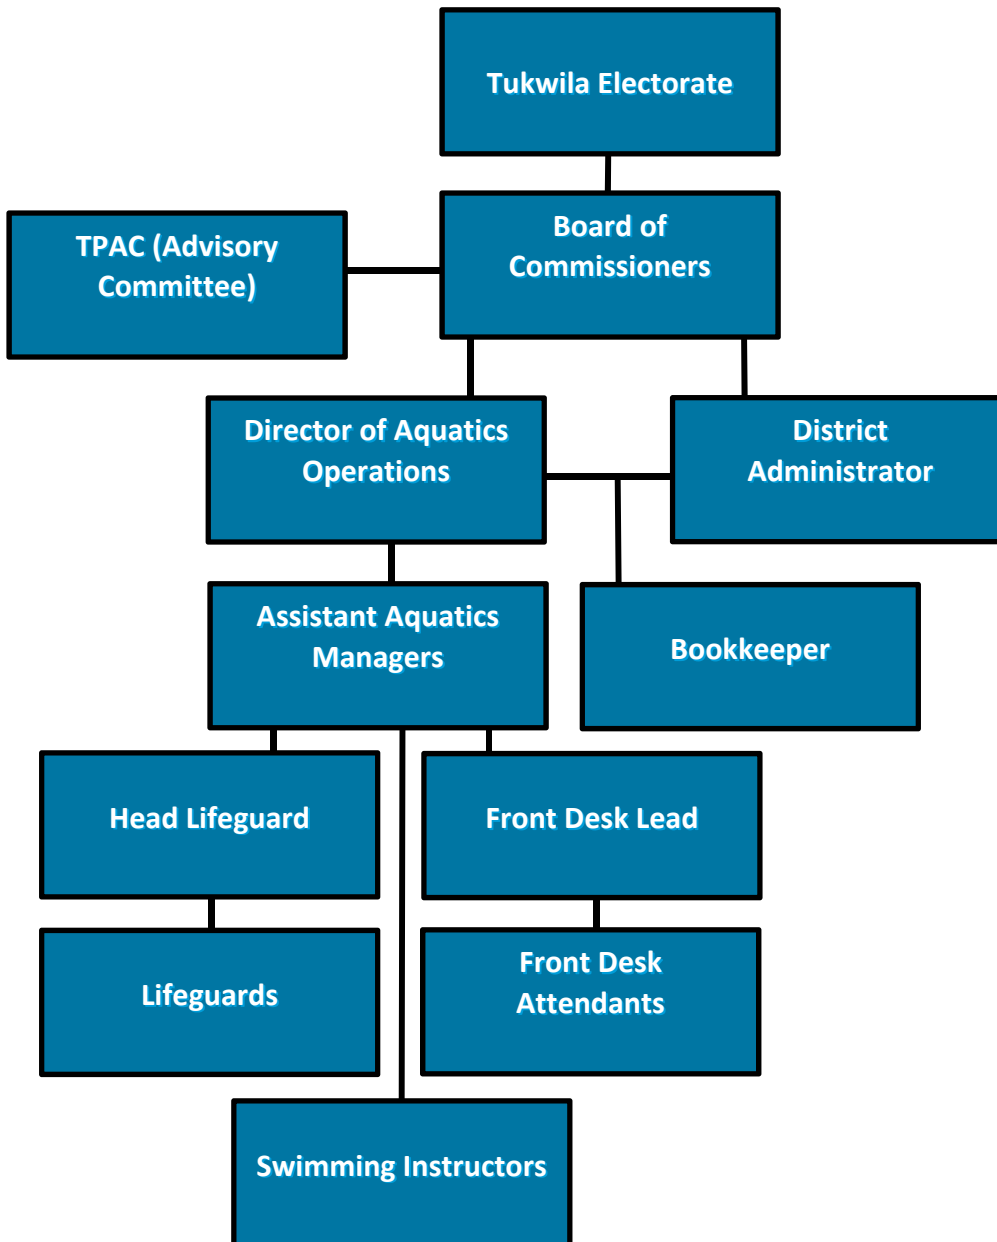 Tukwila Electorate
TPAC (Advisory
Committee)
Board of
Commissioners
Director of Aquatics
Operations
District
Administrator
Assistant Aquatics
Managers
Bookkeeper
Head Lifeguard
Front Desk Lead
Lifeguards
Front Desk
Attendants
Swimming Instructors